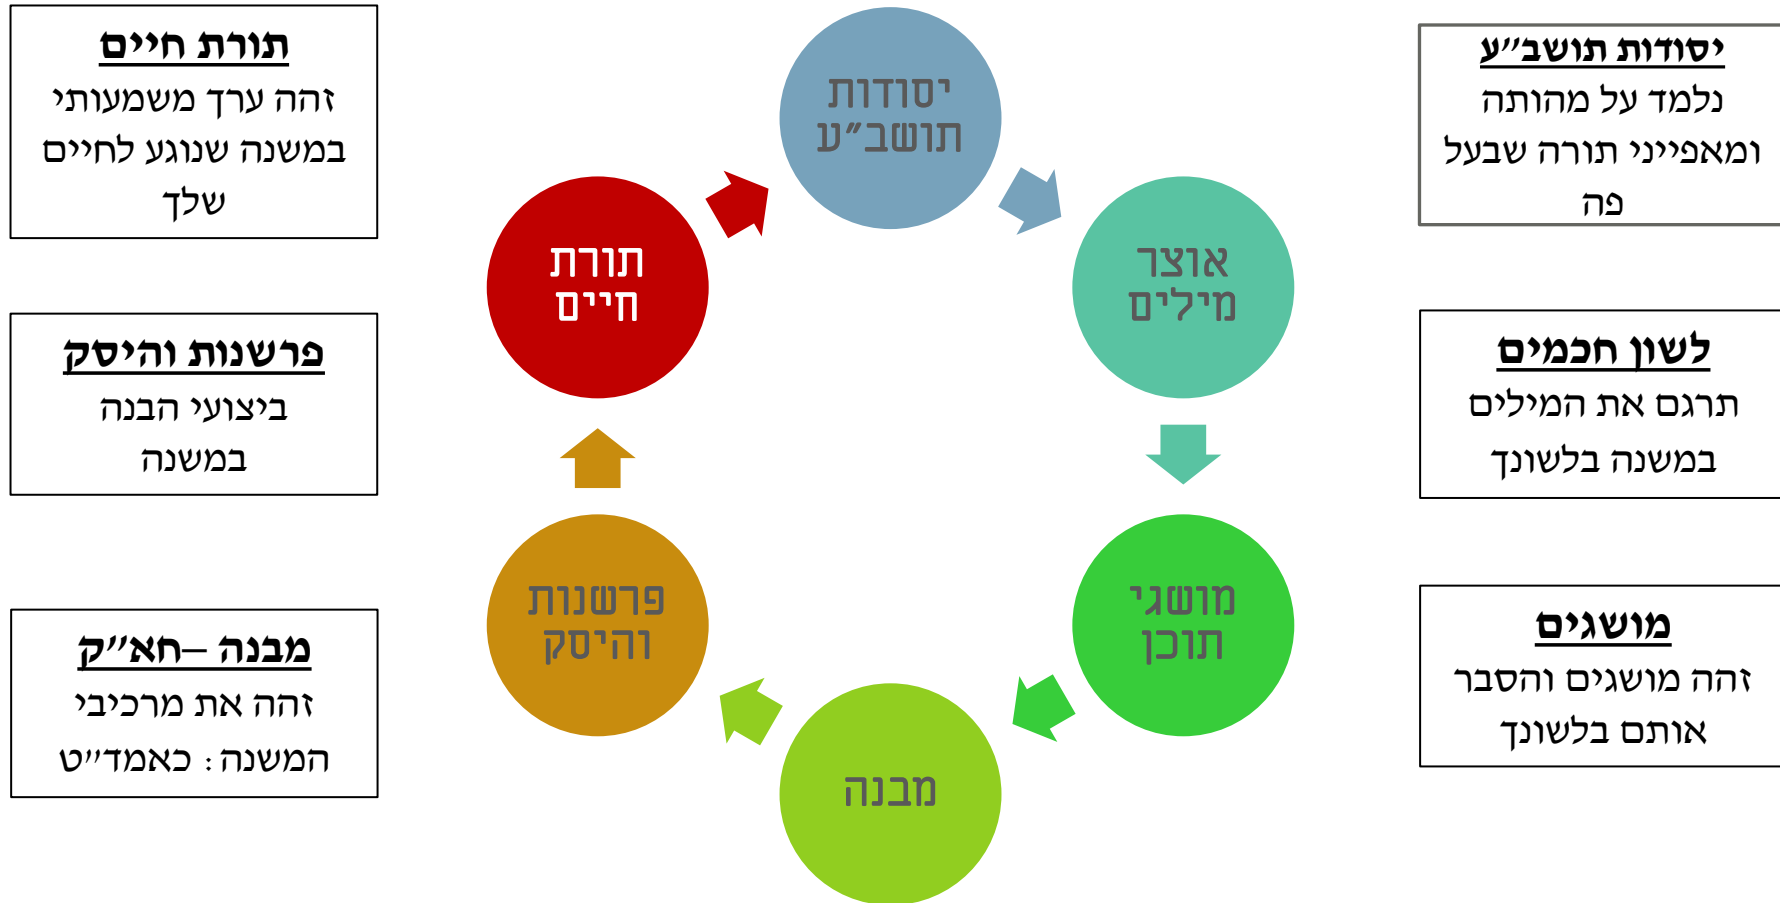 יסודות תושב״ע
נלמד על מהותה
ומאפייני תורה שבעל
פה
לשון חכמים
תרגם את המילים
במשנה בלשונך
מושגים
זהה מושגים והסבר
אותם בלשונך
יסודות
תושב״ע
אוצר
מילים
מושגי
תוכן
מבנה
פרשנות
והיסק
תורת
חיים
תורת חיים
זהה ערך משמעותי
במשנה שנוגע לחיים
שלך
פרשנות והיסק
ביצועי הבנה
במשנה
מבנה –חא״ק
זהה את מרכיבי
המשנה: כאמד״ט